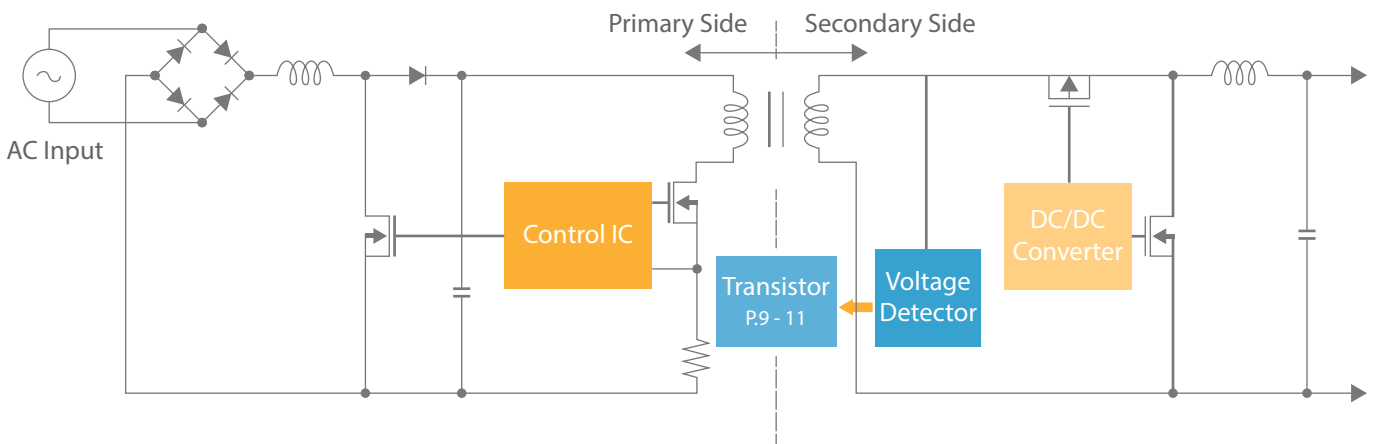 Primary Side
Secondary Side
AC Input
Control IC
DC/DC
Converter
Transistor
P.9 - 11
Voltage
Detector